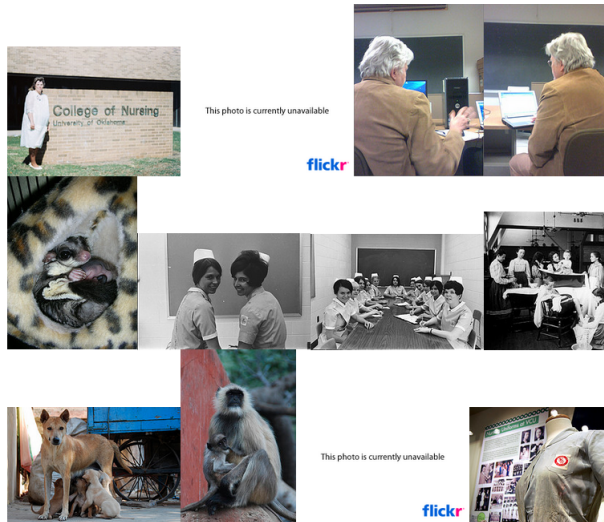 College of Nursing
University of Oklahoma
This photo is currently unavailable
flickr
This photo is currently unavailable
flickr